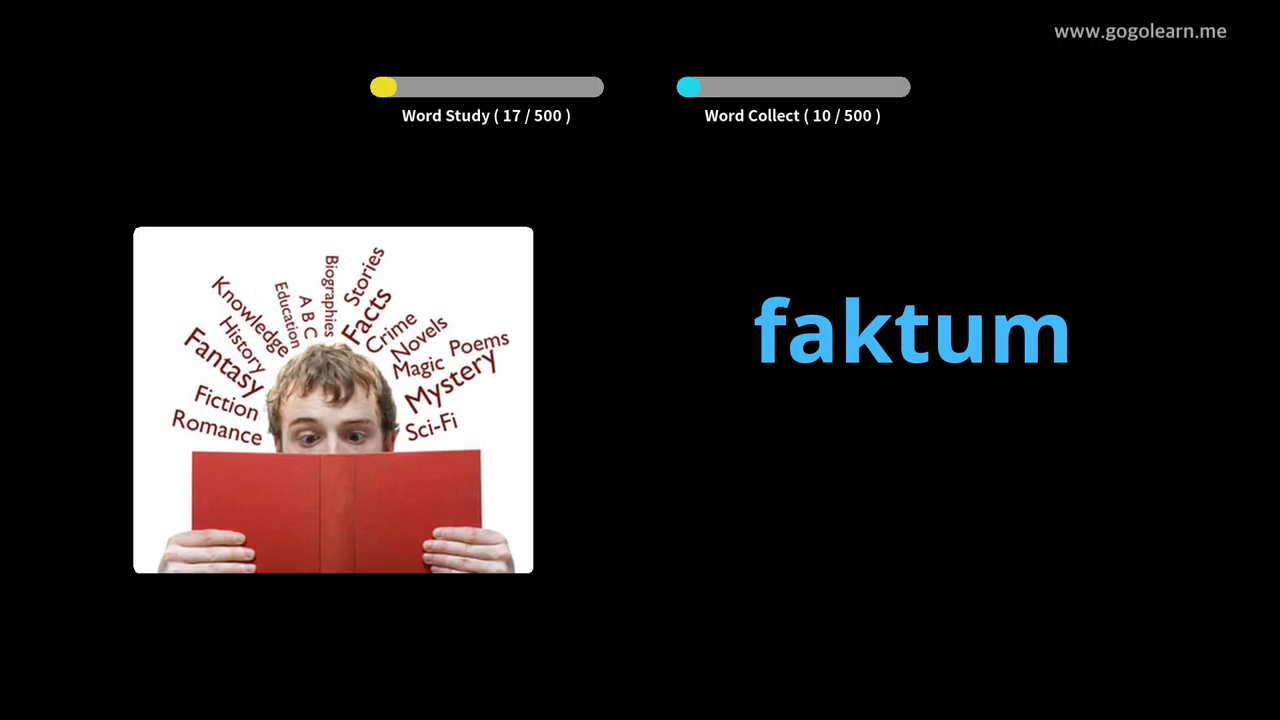 www.gogolearn.me
Word Study ( 17 / 500 )
Word Collect ( 10 / 500 )
faktum
Stories
Biographies
Facts
Education
A B C
Knowledge
Crime
Novels
History
Poems
Fantasy
Magic
Mystery
Fiction
Romance
Sci-Fi